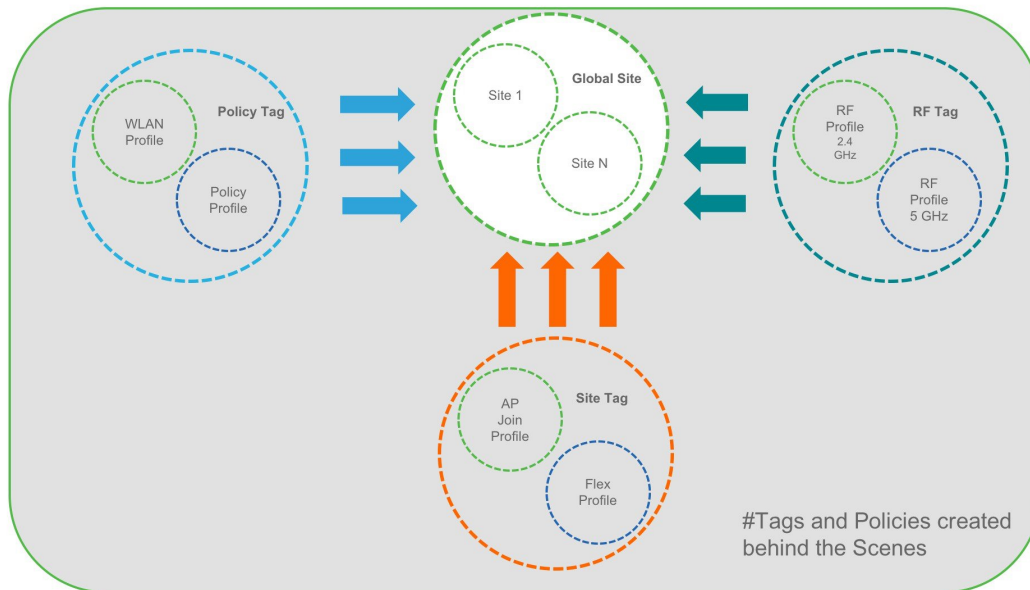 Policy Tag
WLAN
Profile
Policy
Profile
Global Site
Site 1
Site N
RF Tag
RF
Profile
2.4
GHz
RF
Profile
5 GHz
Site Tag
AP
Join
Profile
Flex
Profile
#Tags and Policies created
behind the Scenes